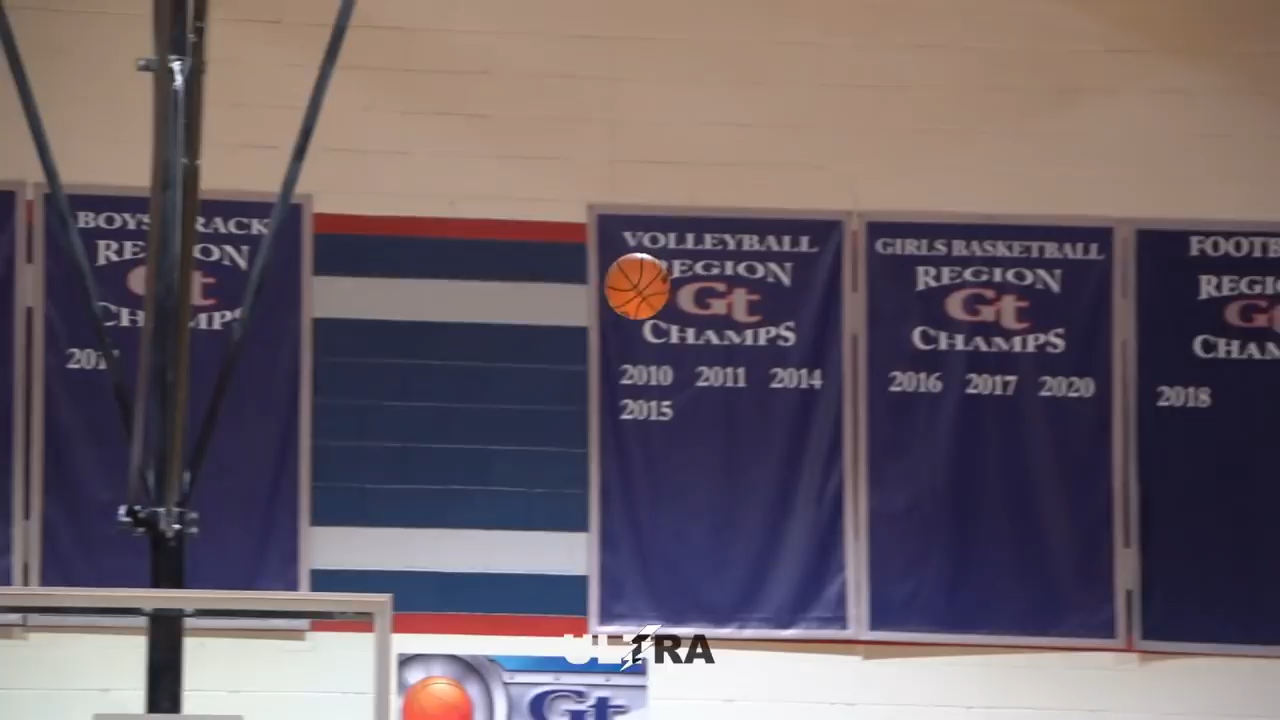 BOYS TRACK
REGION
Gt
CHAMPS
VOLLEYBALL
REGION
Gt
CHAMPS
2010 2011 2014
2015
GIRLS BASKETBALL
REGION
Gt
CHAMPS
2016 2017 2020
REGION
Gt
2018
ULTRA
Gt